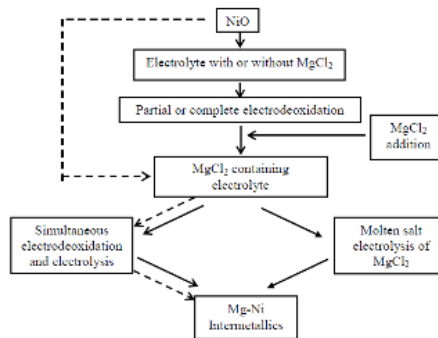 NiO
Electrolyte with or without MgCl2
Partial or complete electrodeoxidation
MgCl2
addition
MgCl2 containing
electrolyte
Simultaneous
electrodeoxidation
and electrolysis
Molten salt
electrolysis of
MgCl2
Mg-Ni
Intermetallics